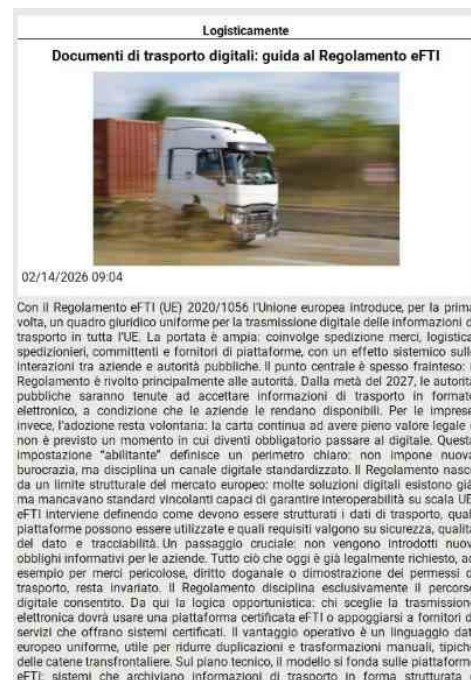 Logisticamente
Documenti di trasporto digitali: guida al Regolamento eFTI
02/14/2026 09:04
Con il Regolamento eFTI (UE) 2020/1056 l'Unione europea introduce, per la prima
volta, un quadro giuridico uniforme per la trasmissione digitale delle informazioni d
trasporto in tutta l'UE. La portata è ampia: coinvolge spedizione merci, logistica
spedizionieri, committenti e fornitori di piattaforme, con un effetto sistemico sull
interazioni tra aziende e autorità pubbliche. Il punto centrale è spesso frainteso:
Regolamento è rivolto principalmente alle autorità. Dalla metà del 2027, le autorit
pubbliche saranno tenute ad accettare informazioni di trasporto in format
elettronico, a condizione che le aziende le rendano disponibili. Per le imprese
invece, l'adozione resta volontaria: la carta continua ad avere pieno valore legale
non è previsto un momento in cui diventi obbligatorio passare al digitale. Questa
impostazione "abilitante" definisce un perimetro chiaro: non impone nuova
burocrazia, ma disciplina un canale digitale standardizzato. Il Regolamento nasc
da un limite strutturale del mercato europeo: molte soluzioni digitali esistono già
ma mancavano standard vincolanti capaci di garantire interoperabilità su scala UE
eFTI interviene definendo come devono essere strutturati i dati di trasporto, qual
piattaforme possono essere utilizzate e quali requisiti valgono su sicurezza, qualità
del dato e tracciabilità. Un passaggio cruciale: non vengono introdotti nuov
obblighi informativi per le aziende. Tutto ciò che oggi è già legalmente richiesto, ad
esempio per merci pericolose, diritto doganale o dimostrazione dei permessi d
trasporto, resta invariato. Il Regolamento disciplina esclusivamente il percorso
digitale consentito. Da qui la logica opportunistica: chi sceglie la trasmission
elettronica dovrà usare una piattaforma certificata eFTI o appoggiarsi a fornitori d
servizi che offrano sistemi certificati. Il vantaggio operativo è un linguaggio dat
europeo uniforme, utile per ridurre duplicazioni e trasformazioni manuali, tipich
delle catene transfrontaliere. Sul piano tecnico, il modello si fonda sulle piattaform
eFTI: sistemi che archiviano informazioni di trasporto in forma strutturata